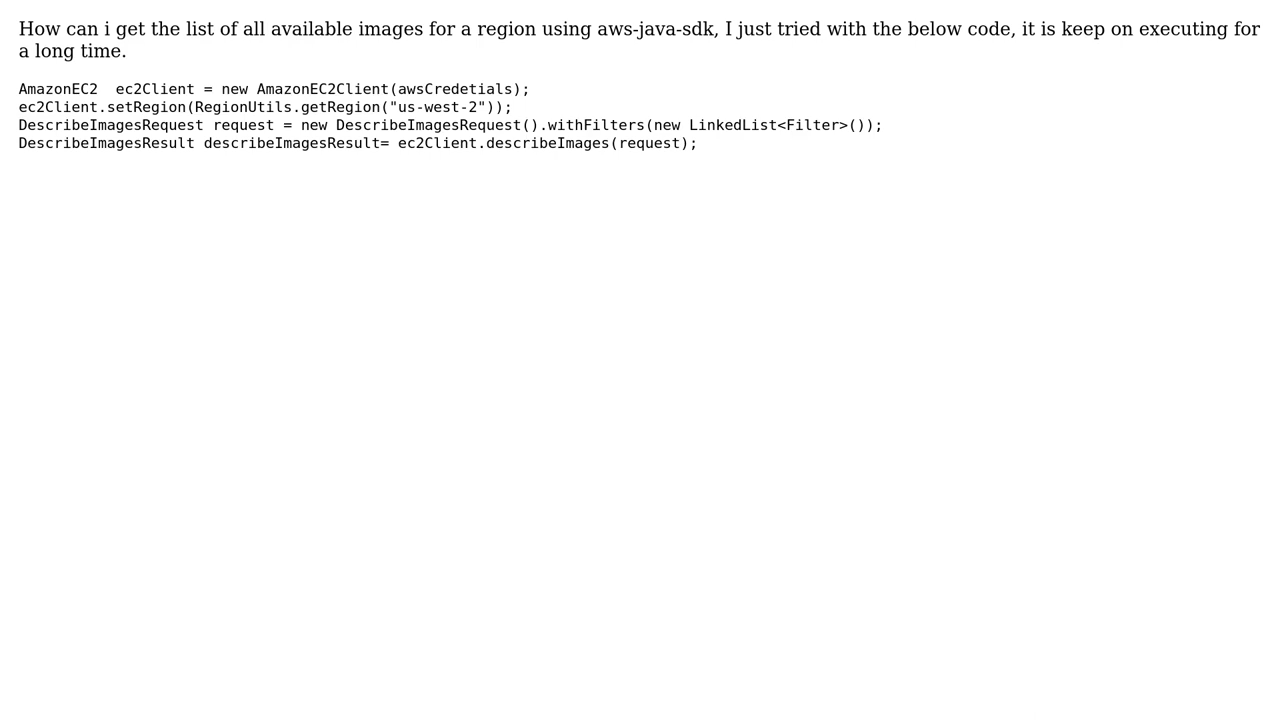 How can i get the list of all available images for a region using aws-java-sdk, I just tried with the below code, it is keep on executing for
a long time.
AmazonEC2  ec2Client = new AmazonEC2Client(awsCredetials);
ec2Client.setRegion(RegionUtils.getRegion("us-west-2"));
DescribeImagesRequest request = new DescribeImagesRequest().withFilters(new LinkedList<Filter>());
DescribeImagesResult describeImagesResult= ec2Client.describeImages(request);